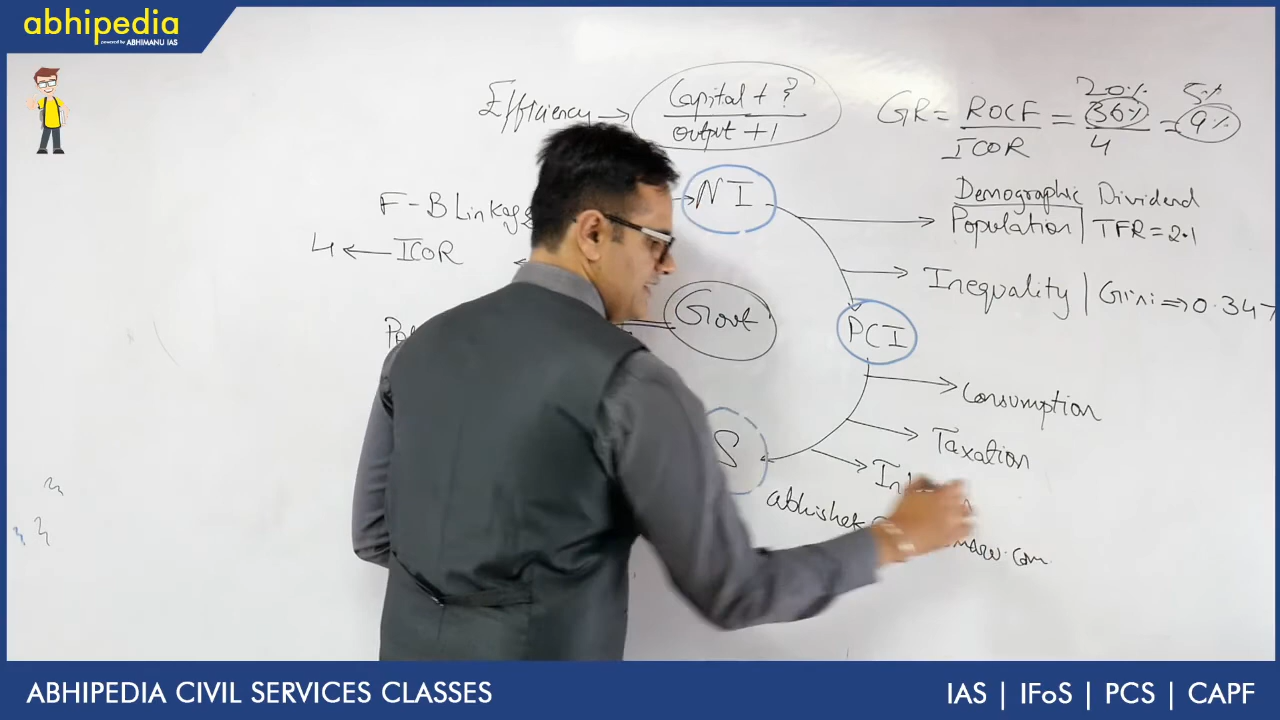 abhipedia
powered by ABHIMANU IAS
Efficiency → Capital + ?
output + 1
GR = ROCF = 20% 36% = 5% 9%
ICOR 4
F-B Linkage
NI
Demographic Dividend
Population | TFR = 2.1
4 ← ICOR
Inequality | Gini ⇒ 0.347
Govt
PCI
Consumption
Taxation
S
abhishek
.com
ABHIPEDIA CIVIL SERVICES CLASSES
IAS | IFoS | PCS | CAPF